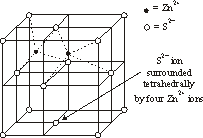 ● = Zn²⁺
○ = S²⁻
S²⁻ ion
surrounded
tetrahedrally
by four Zn²⁺ ions